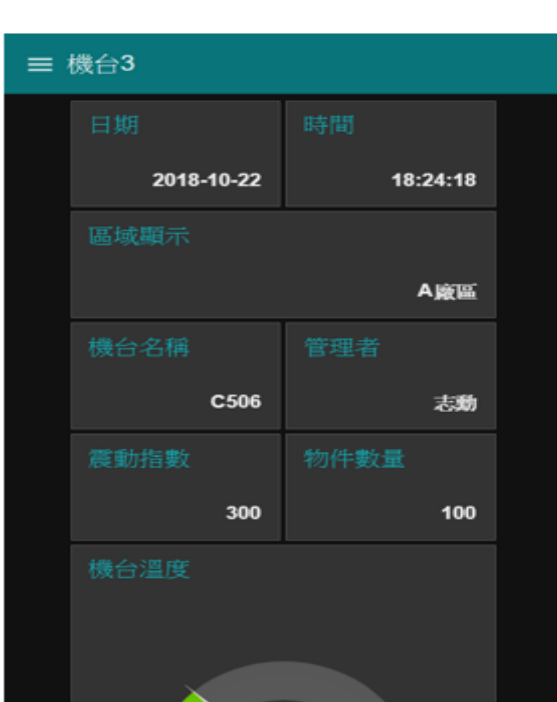 機台3
日期
2018-10-22
時間
18:24:18
區域顯示
A廠區
機台名稱
C506
管理者
志勳
震動指數
300
物件數量
100
機台溫度